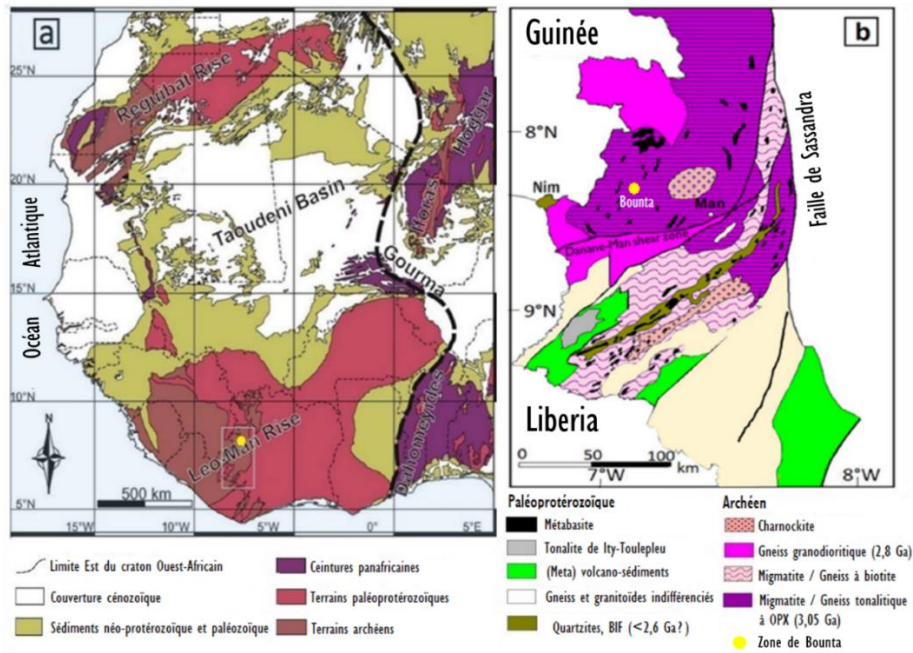 a
25°N
20°N
15°N
10°N
5°N
15°W
10°W
5°W
0°
5°E
Reguibat Rise
Taoudeni Basin
Hoggar
Iforas
Gourma
Dahomeyides
Leo-Man Rise
Atlantique
Océan
N
500 km
Limite Est du craton Ouest-Africain
Couverture cénozoïque
Sédiments néo-protérozoïque et paléozoïque
Ceintures panafricaines
Terrains paléoprotérozoïques
Terrains archéens
b
Guinée
8°N
9°N
Nim
Bounta
Man
Danane-Man shear zone
Faille de Sassandra
Liberia
0 50 100
km
7°W
8°W
Paléoprotérozoïque
Métabasite
Tonalite de Ity-Toulepleu
(Meta) volcano-sédiments
Gneiss et granitoïdes indifférenciés
Quartzites, BIF (<2,6 Ga?)
Archéen
Charnockite
Gneiss granodioritique (2,8 Ga)
Migmatite / Gneiss à biotite
Migmatite / Gneiss tonalitique
à OPX (3,05 Ga)
Zone de Bounta